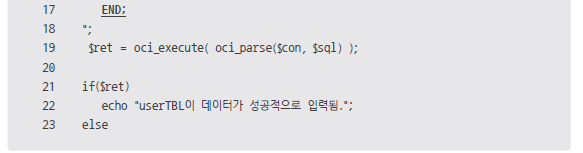 17 END;
18 ";
19 $ret = oci_execute( oci_parse($con, $sql) );
20
21 if($ret)
22 echo "userTBL이 데이터가 성공적으로 입력됨.";
23 else